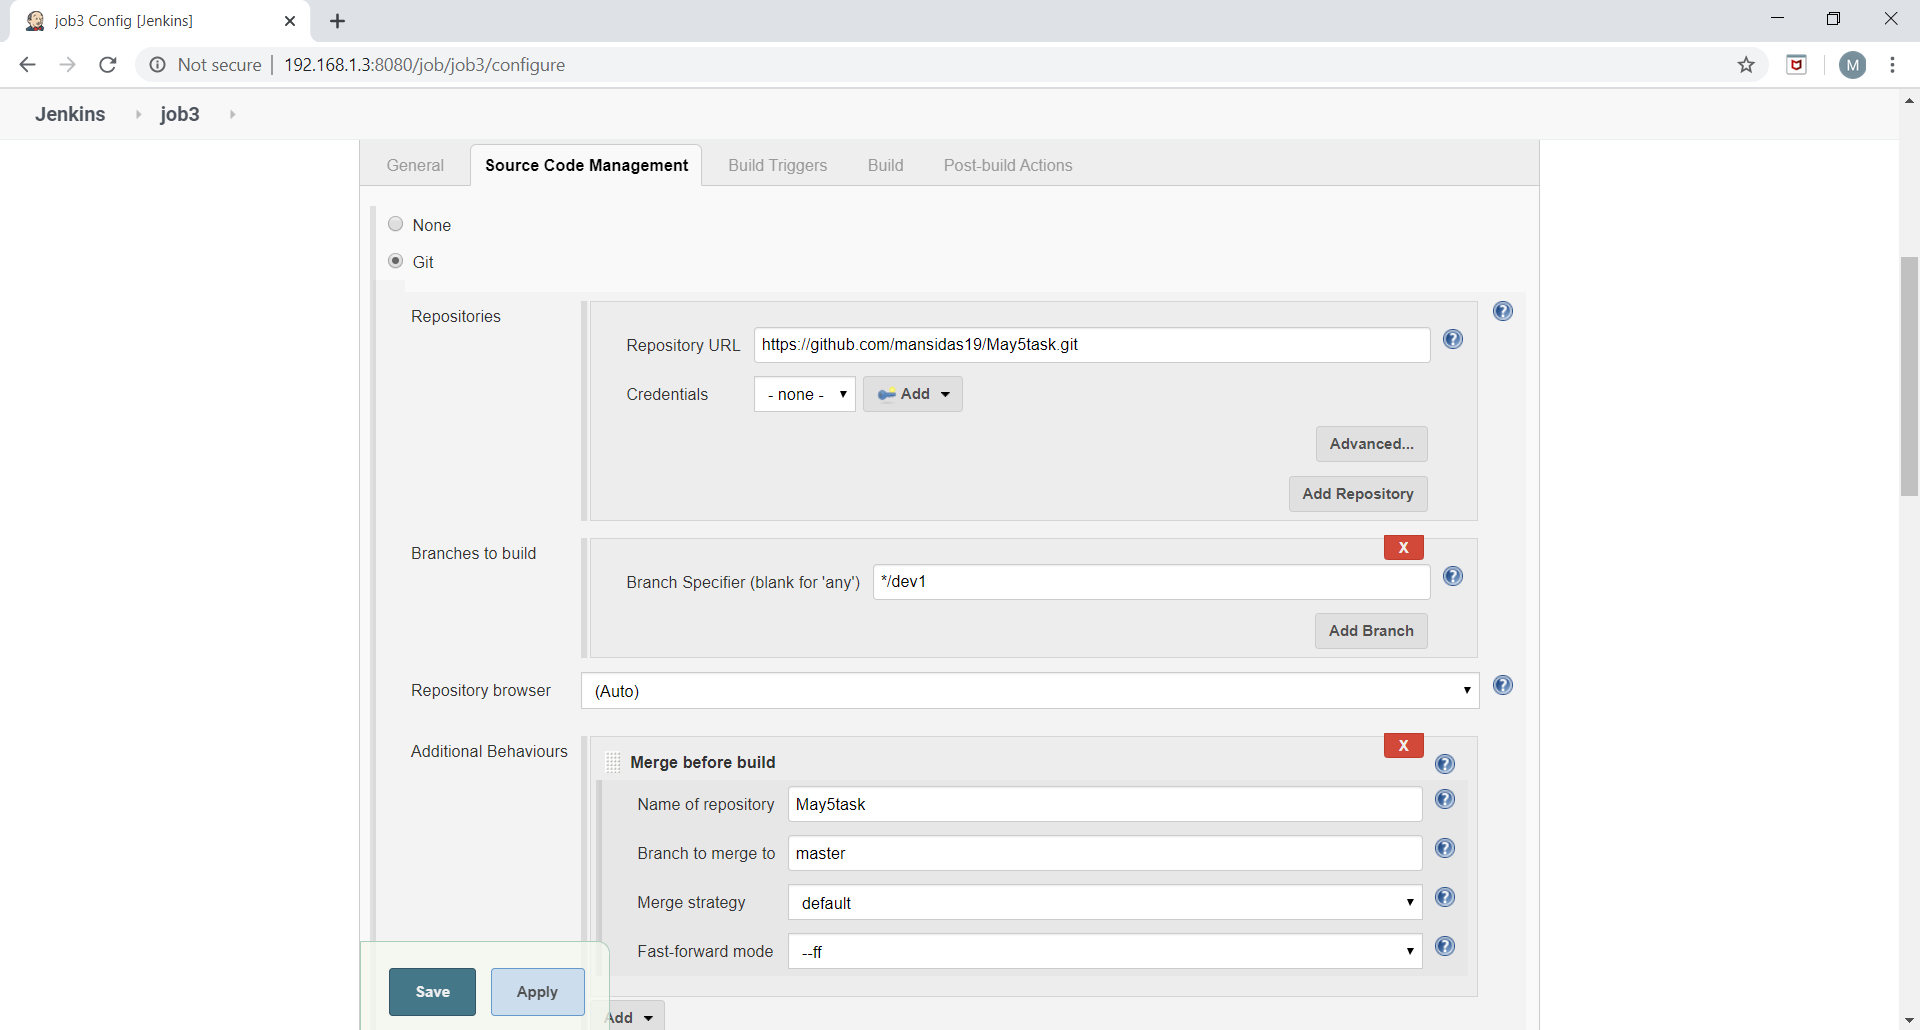 job3 Config [Jenkins]
Not secure | 192.168.1.3:8080/job/job3/configure
M
Jenkins job3
General Source Code Management Build Triggers Build Post-build Actions
None
Git
Repositories
Repository URL https://github.com/mansidas19/May5task.git
Credentials - none - Add
Advanced...
Add Repository
Branches to build
X
Branch Specifier (blank for 'any') */dev1
Add Branch
Repository browser (Auto)
Additional Behaviours
X
Merge before build
Name of repository May5task
Branch to merge to master
Merge strategy default
Fast-forward mode --ff
Save Apply
Add